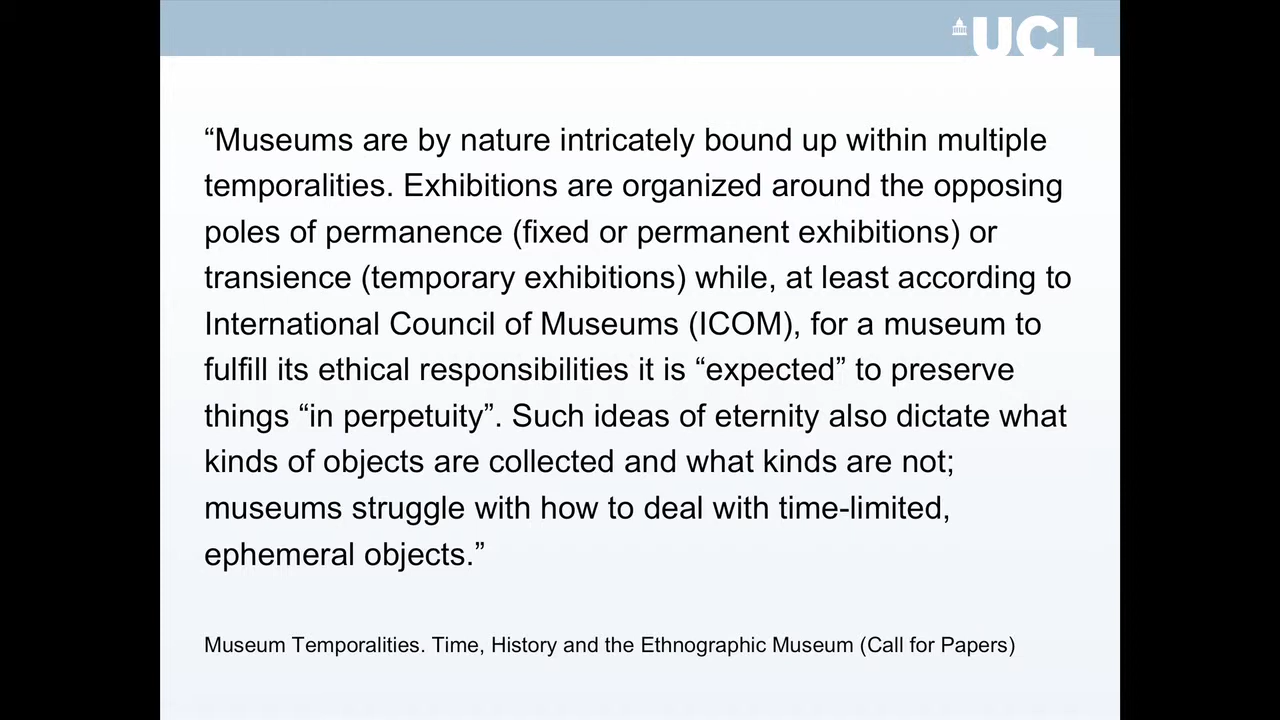 UCL
“Museums are by nature intricately bound up within multiple
temporalities. Exhibitions are organized around the opposing
poles of permanence (fixed or permanent exhibitions) or
transience (temporary exhibitions) while, at least according to
International Council of Museums (ICOM), for a museum to
fulfill its ethical responsibilities it is “expected” to preserve
things “in perpetuity”. Such ideas of eternity also dictate what
kinds of objects are collected and what kinds are not;
museums struggle with how to deal with time-limited,
ephemeral objects.”
Museum Temporalities. Time, History and the Ethnographic Museum (Call for Papers)